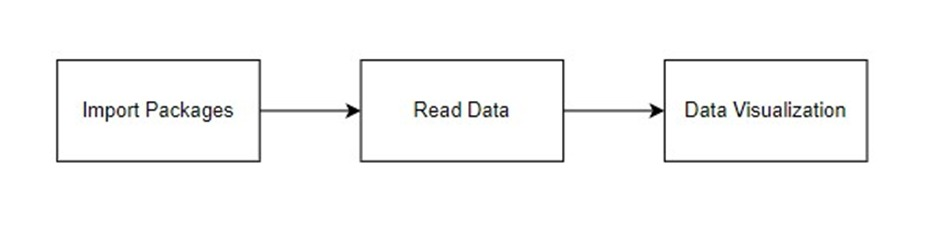 Import Packages
Read Data
Data Visualization